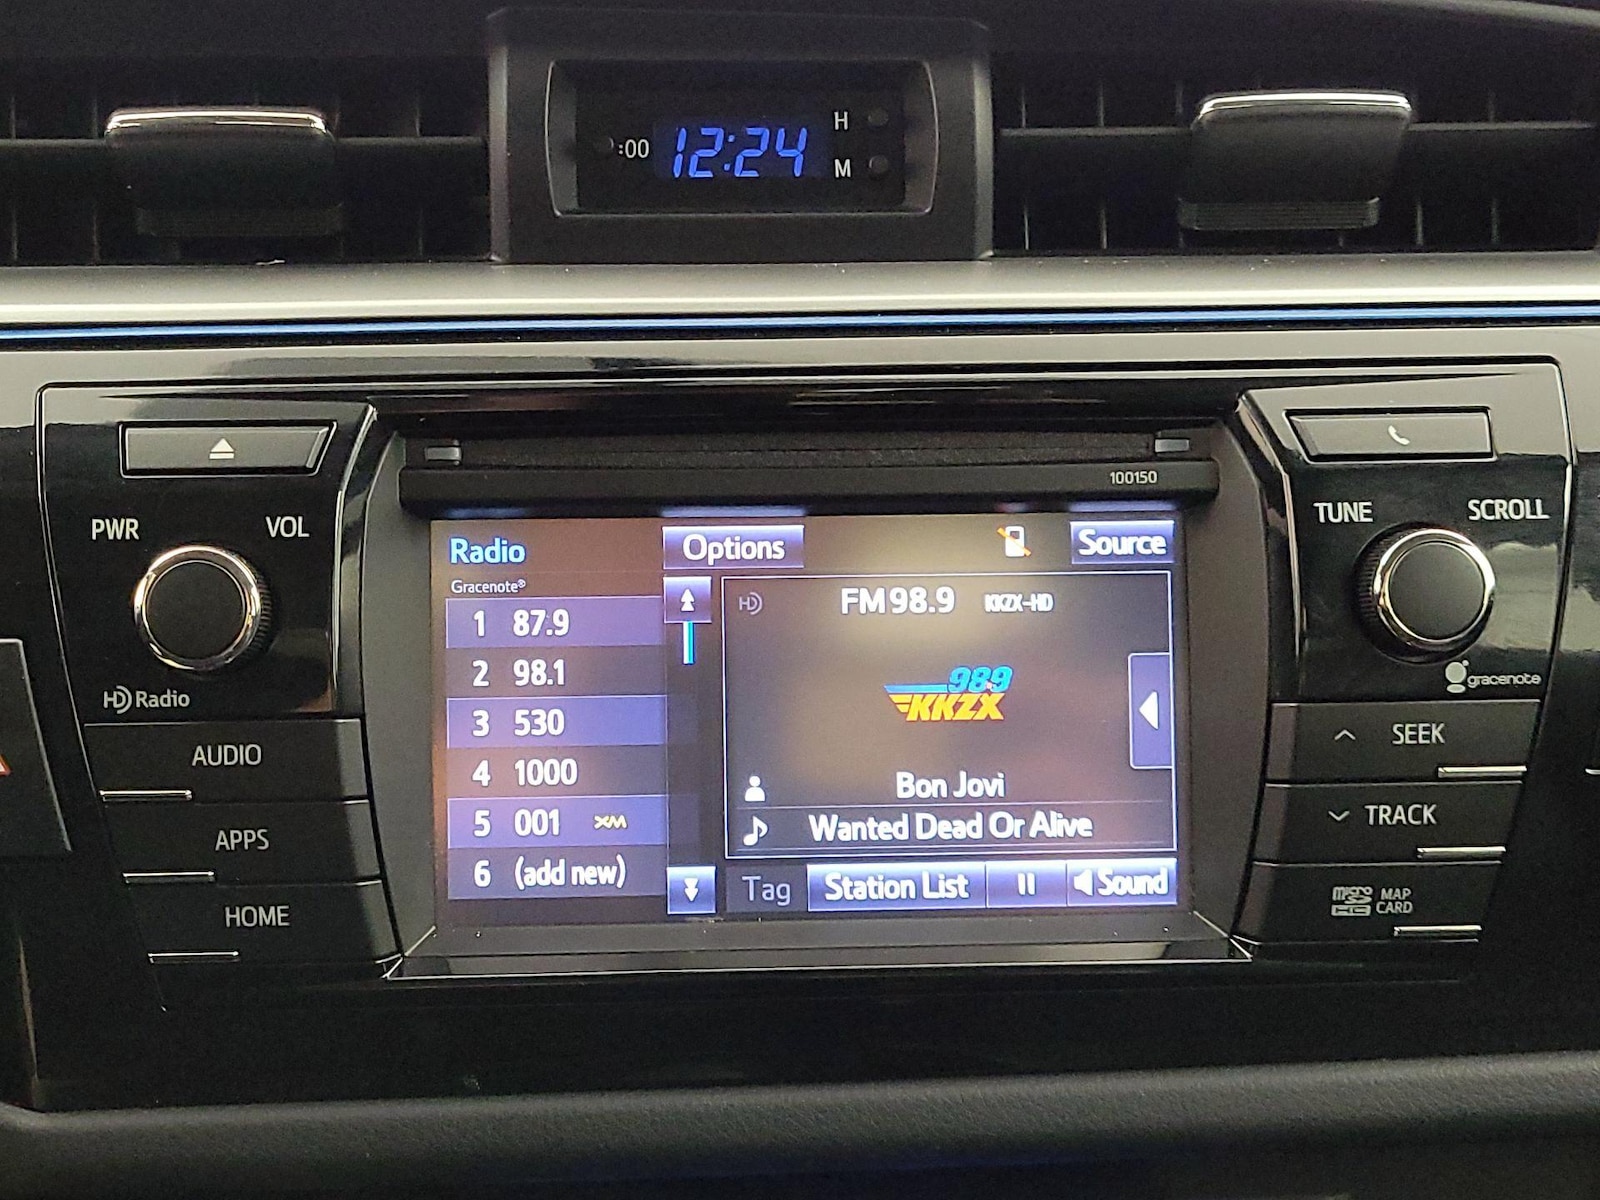 :00 12:24 H
M
100150
PWR VOL
TUNE SCROLL
HD Radio
gracenote
AUDIO
APPS
HOME
SEEK
TRACK
micro SD HC MAP CARD
Radio Options Source
Gracenote®
1 87.9
2 98.1
3 530
4 1000
5 001 XM
6 (add new)
HD FM 98.9 KKZX-HD
98.9
KKZX
Bon Jovi
Wanted Dead Or Alive
Tag Station List Sound